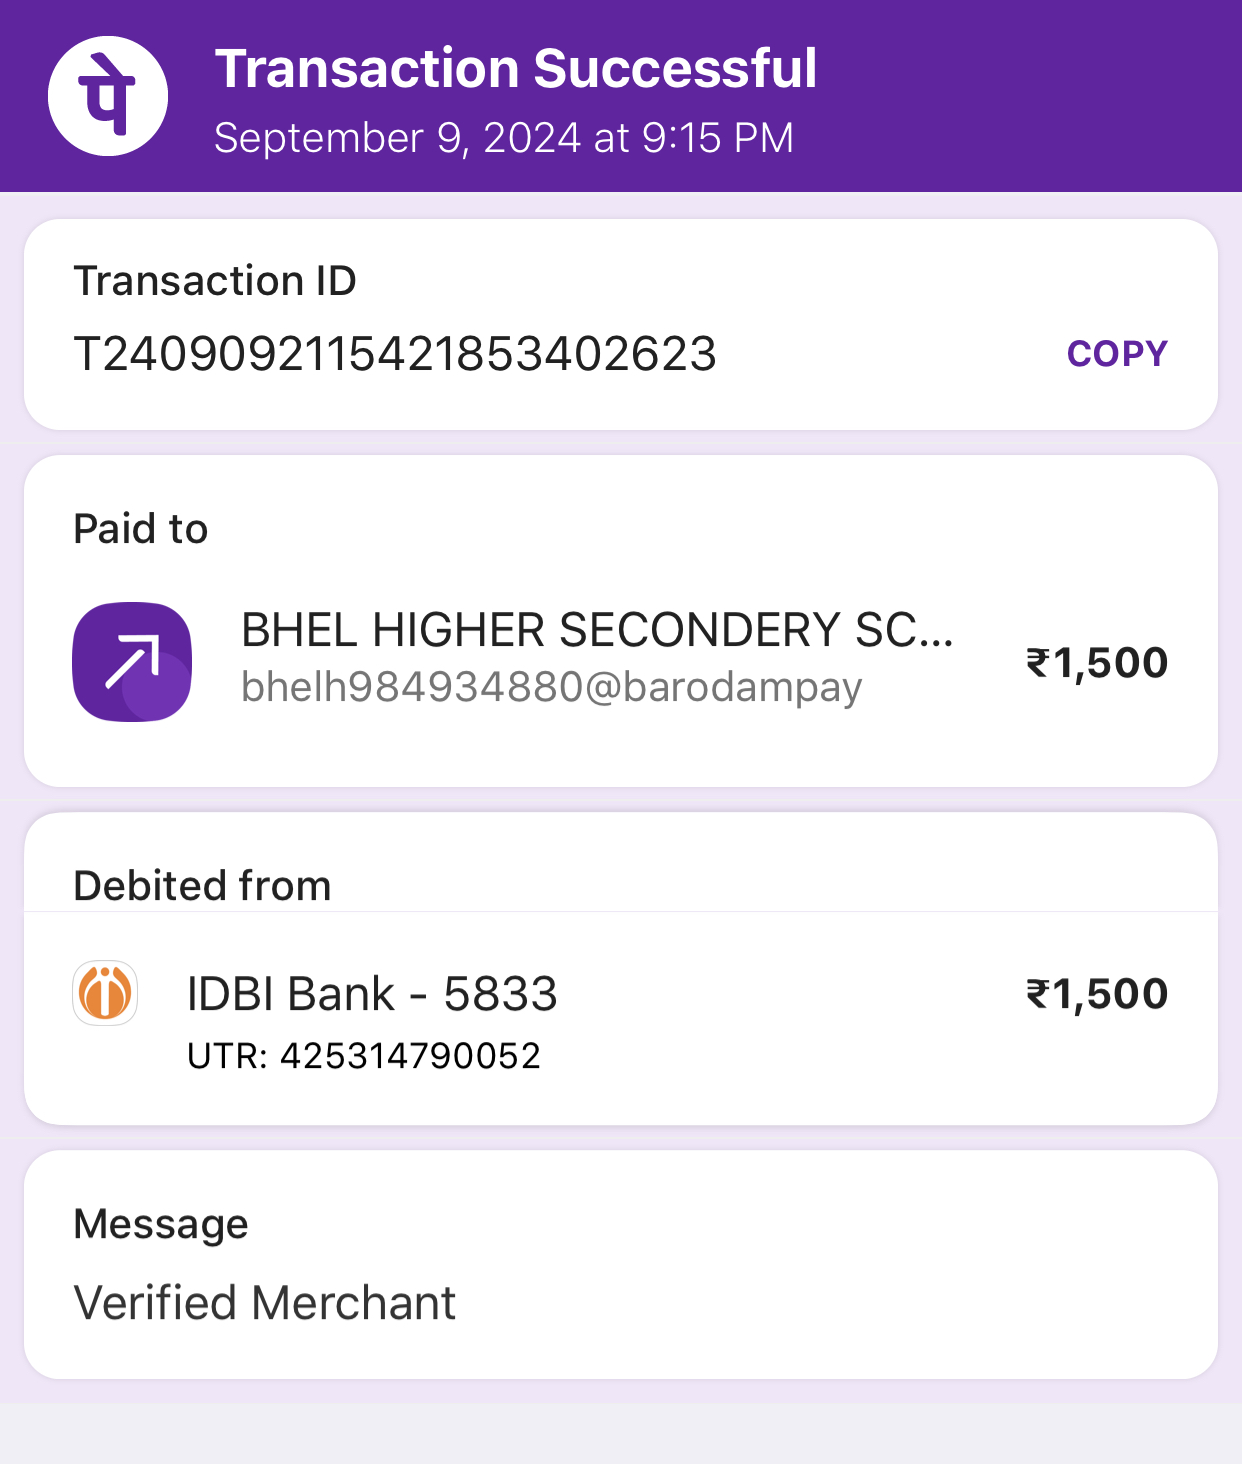 पे
Transaction Successful
September 9, 2024 at 9:15 PM
Transaction ID
T2409092115421853402623
COPY
Paid to
BHEL HIGHER SECONDERY SC...
bhelh984934880@barodampay
₹1,500
Debited from
IDBI Bank - 5833
₹1,500
UTR: 425314790052
Message
Verified Merchant